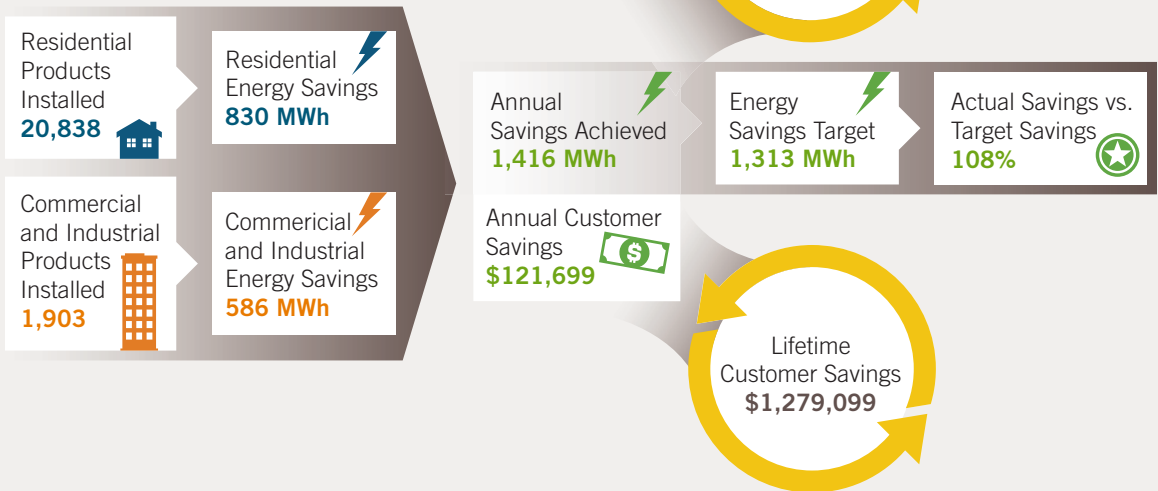 Residential
Products
Installed
20,838
Residential
Energy Savings
830 MWh
Commercial
and Industrial
Products
Installed
1,903
Commericial
and Industrial
Energy Savings
586 MWh
Annual
Savings Achieved
1,416 MWh
Energy
Savings Target
1,313 MWh
Actual Savings vs.
Target Savings
108%
Annual Customer
Savings
$121,699
$
Lifetime
Customer Savings
$1,279,099